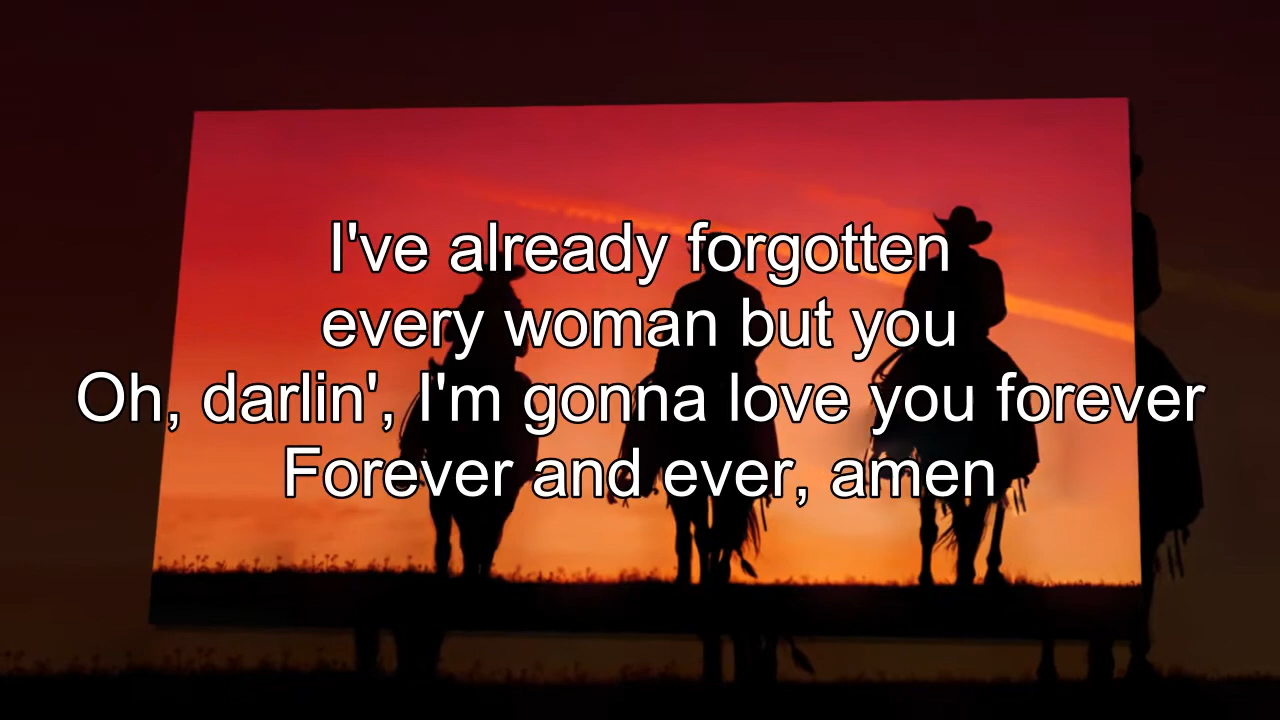 I've already forgotten
every woman but you
Oh, darlin', I'm gonna love you forever
Forever and ever, amen